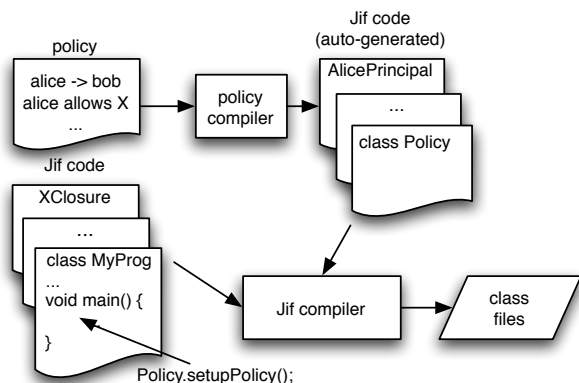 Jif code
(auto-generated)
policy
alice -> bob
alice allows X
...
policy
compiler
AlicePrincipal
...
class Policy
Jif code
XClosure
...
class MyProg
...
void main() {
}
Policy.setupPolicy();
Jif compiler
class
files